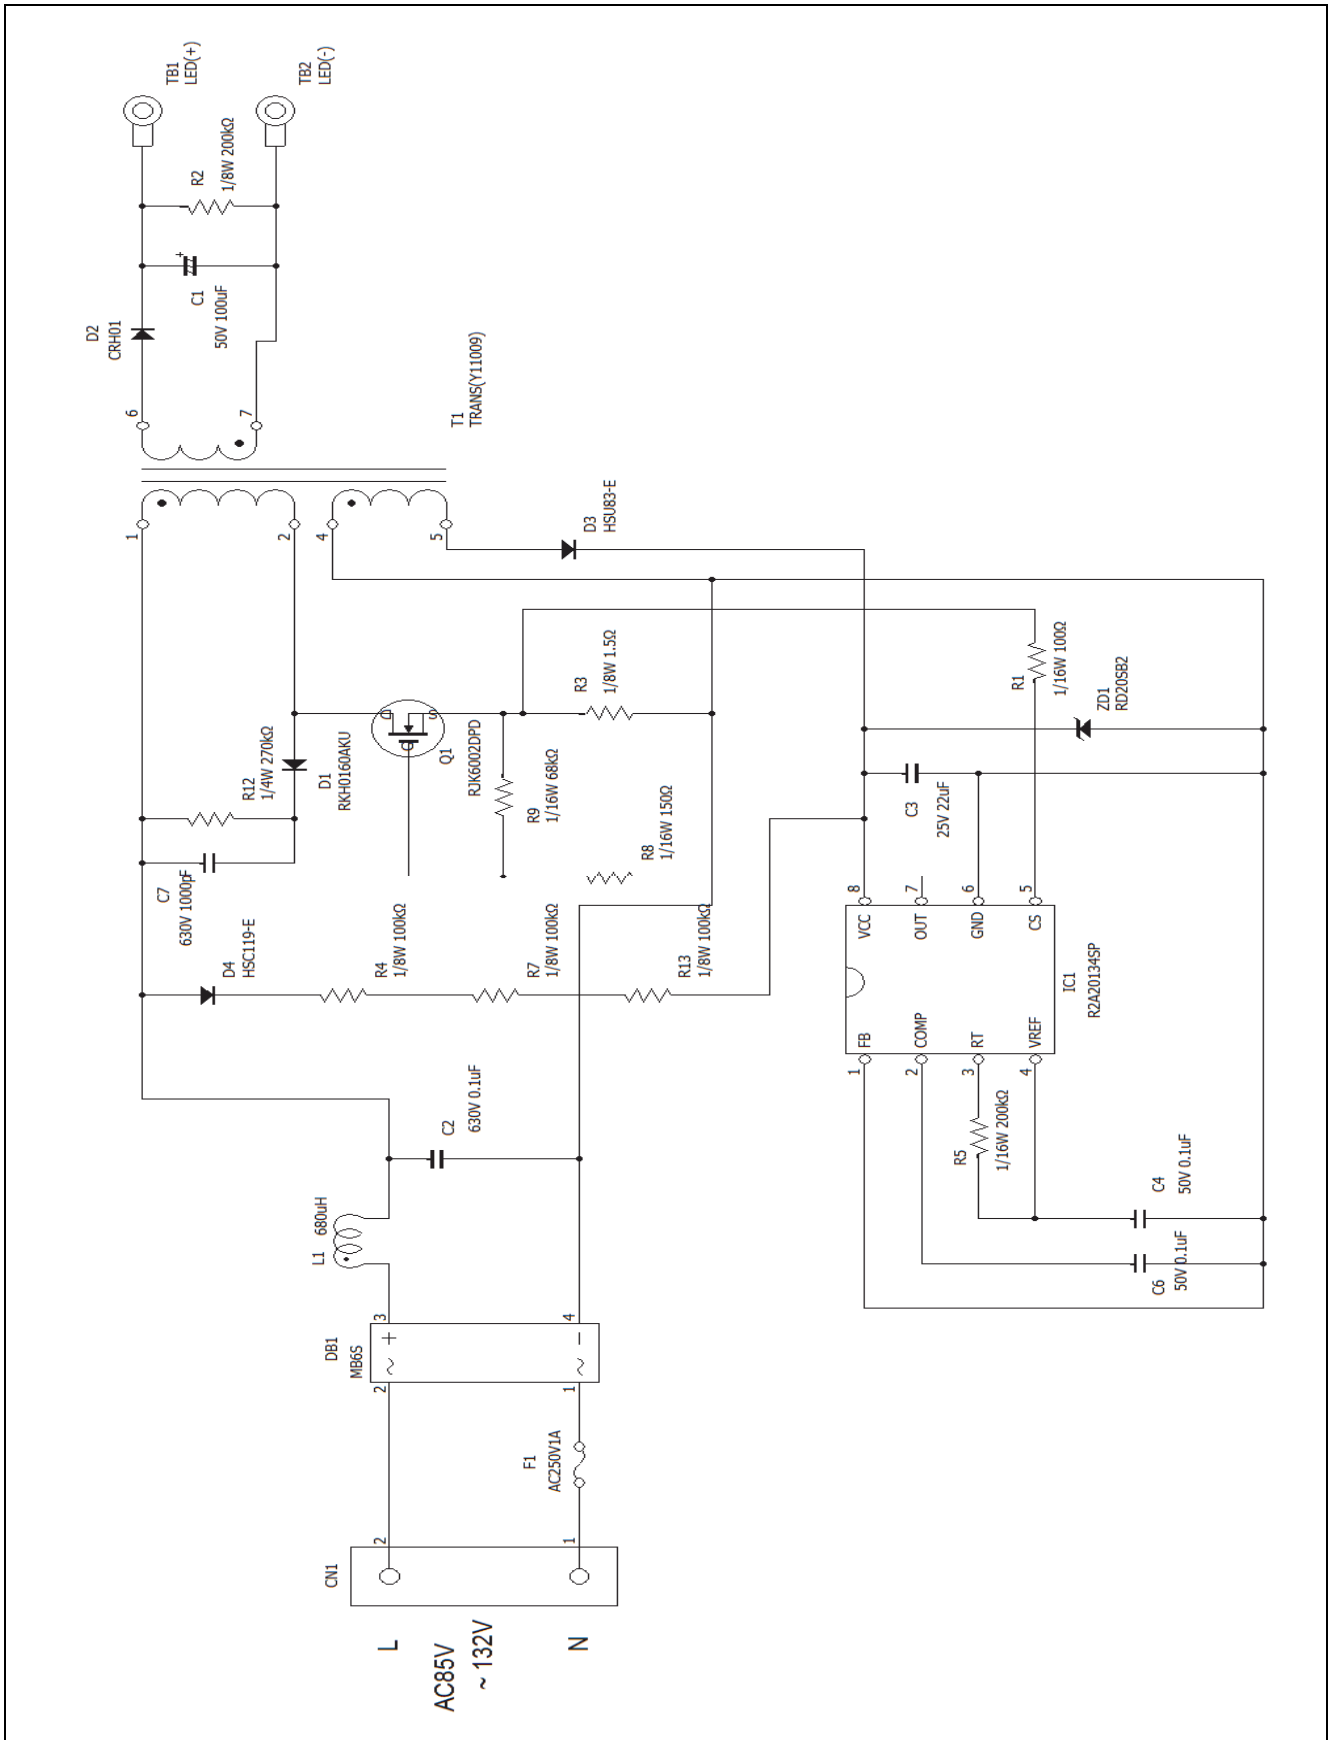 L
AC85V
~ 132V
N
CN1
2
1
F1
AC250V1A
DB1
MB6S
2
1
~
~
+
-
3
4
L1
680uH
C2
630V 0.1uF
D4
HSC119-E
C7
630V 1000pF
R12
1/4W 270kΩ
D1
RKH0160AKU
R4
1/8W 100kΩ
R7
1/8W 100kΩ
R13
1/8W 100kΩ
R8
1/16W 150Ω
R9
1/16W 68kΩ
Q1
RJK6002DPD
D
G
S
R3
1/8W 1.5Ω
1
2
4
5
6
7
T1
TRANS(Y11009)
D2
CRH01
C1
50V 100uF
+
R2
1/8W 200kΩ
TB1
LED(+)
TB2
LED(-)
D3
HSU83-E
R1
1/16W 100Ω
ZD1
RD20SB2
C3
25V 22uF
8
7
6
5
VCC
OUT
GND
CS
IC1
R2A20134SP
FB
COMP
RT
VREF
1
2
3
4
R5
1/16W 200kΩ
C4
50V 0.1uF
C6
50V 0.1uF